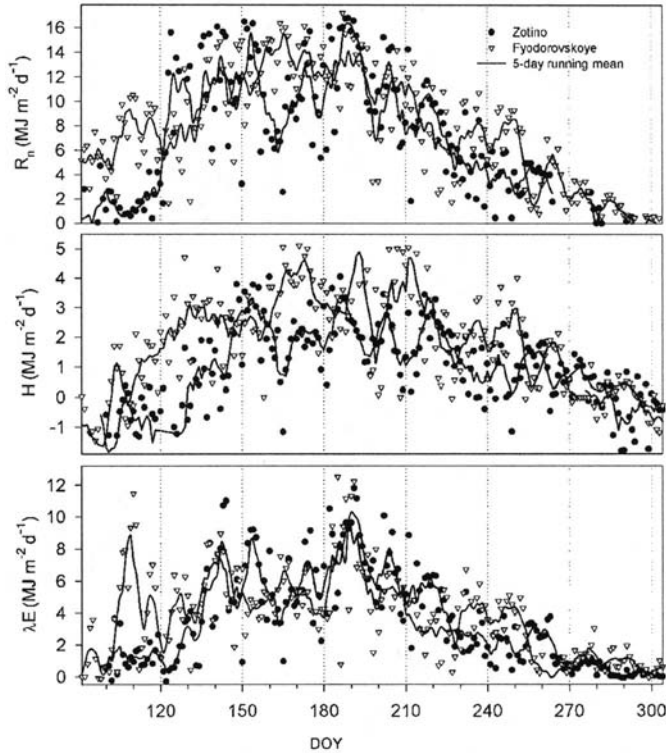 16
14
12
10
8
6
4
2
0
R_n (MJ m⁻² d⁻¹)
Zotino
Fyodorovskoye
5-day running mean
5
4
3
2
1
0
-1
H (MJ m⁻² d⁻¹)
12
10
8
6
4
2
0
λE (MJ m⁻² d⁻¹)
120 150 180 210 240 270 300
DOY